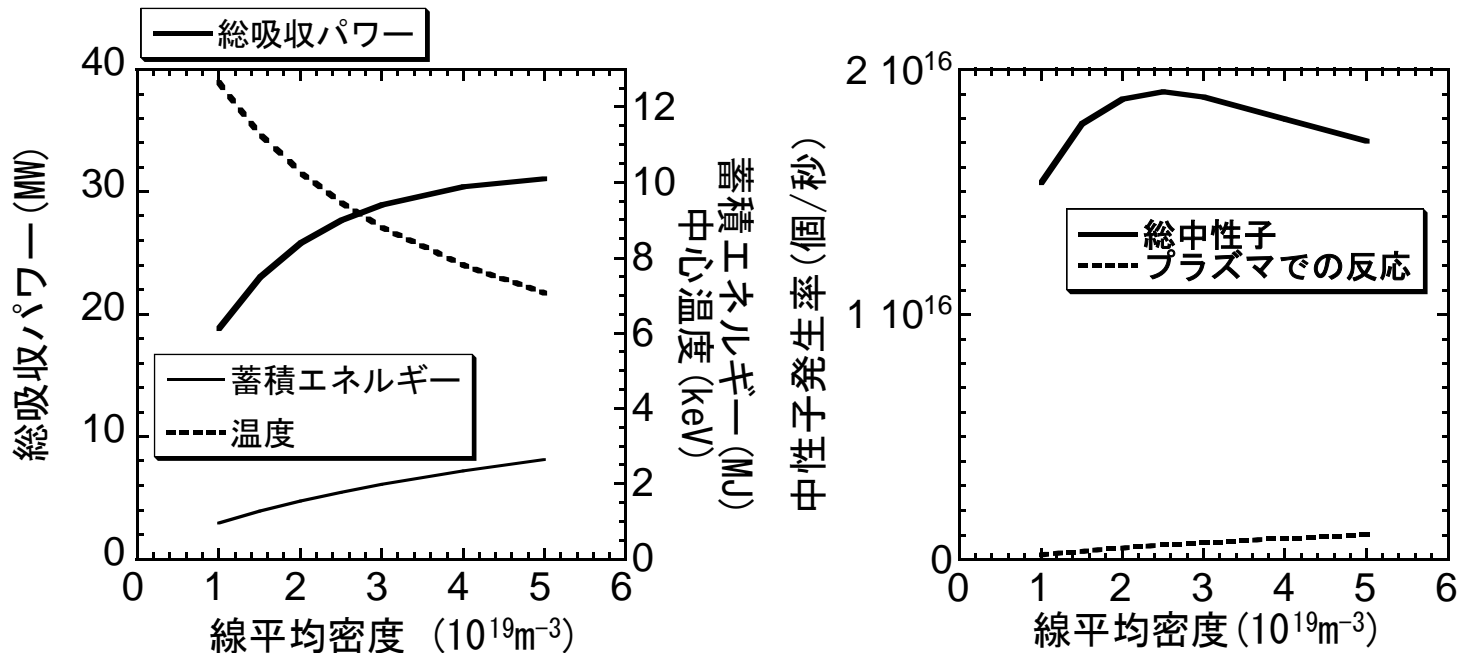 総吸収パワー
40
30
20
10
0
総吸収パワー(MW)
12
10
8
6
4
2
0
蓄積エネルギー(MJ)
中心温度(keV)
蓄積エネルギー
温度
0 1 2 3 4 5 6
線平均密度 (10¹⁹m⁻³)
2 10¹⁶
1 10¹⁶
0
中性子発生率(個/秒)
総中性子
プラズマでの反応
0 1 2 3 4 5 6
線平均密度(10¹⁹m⁻³)